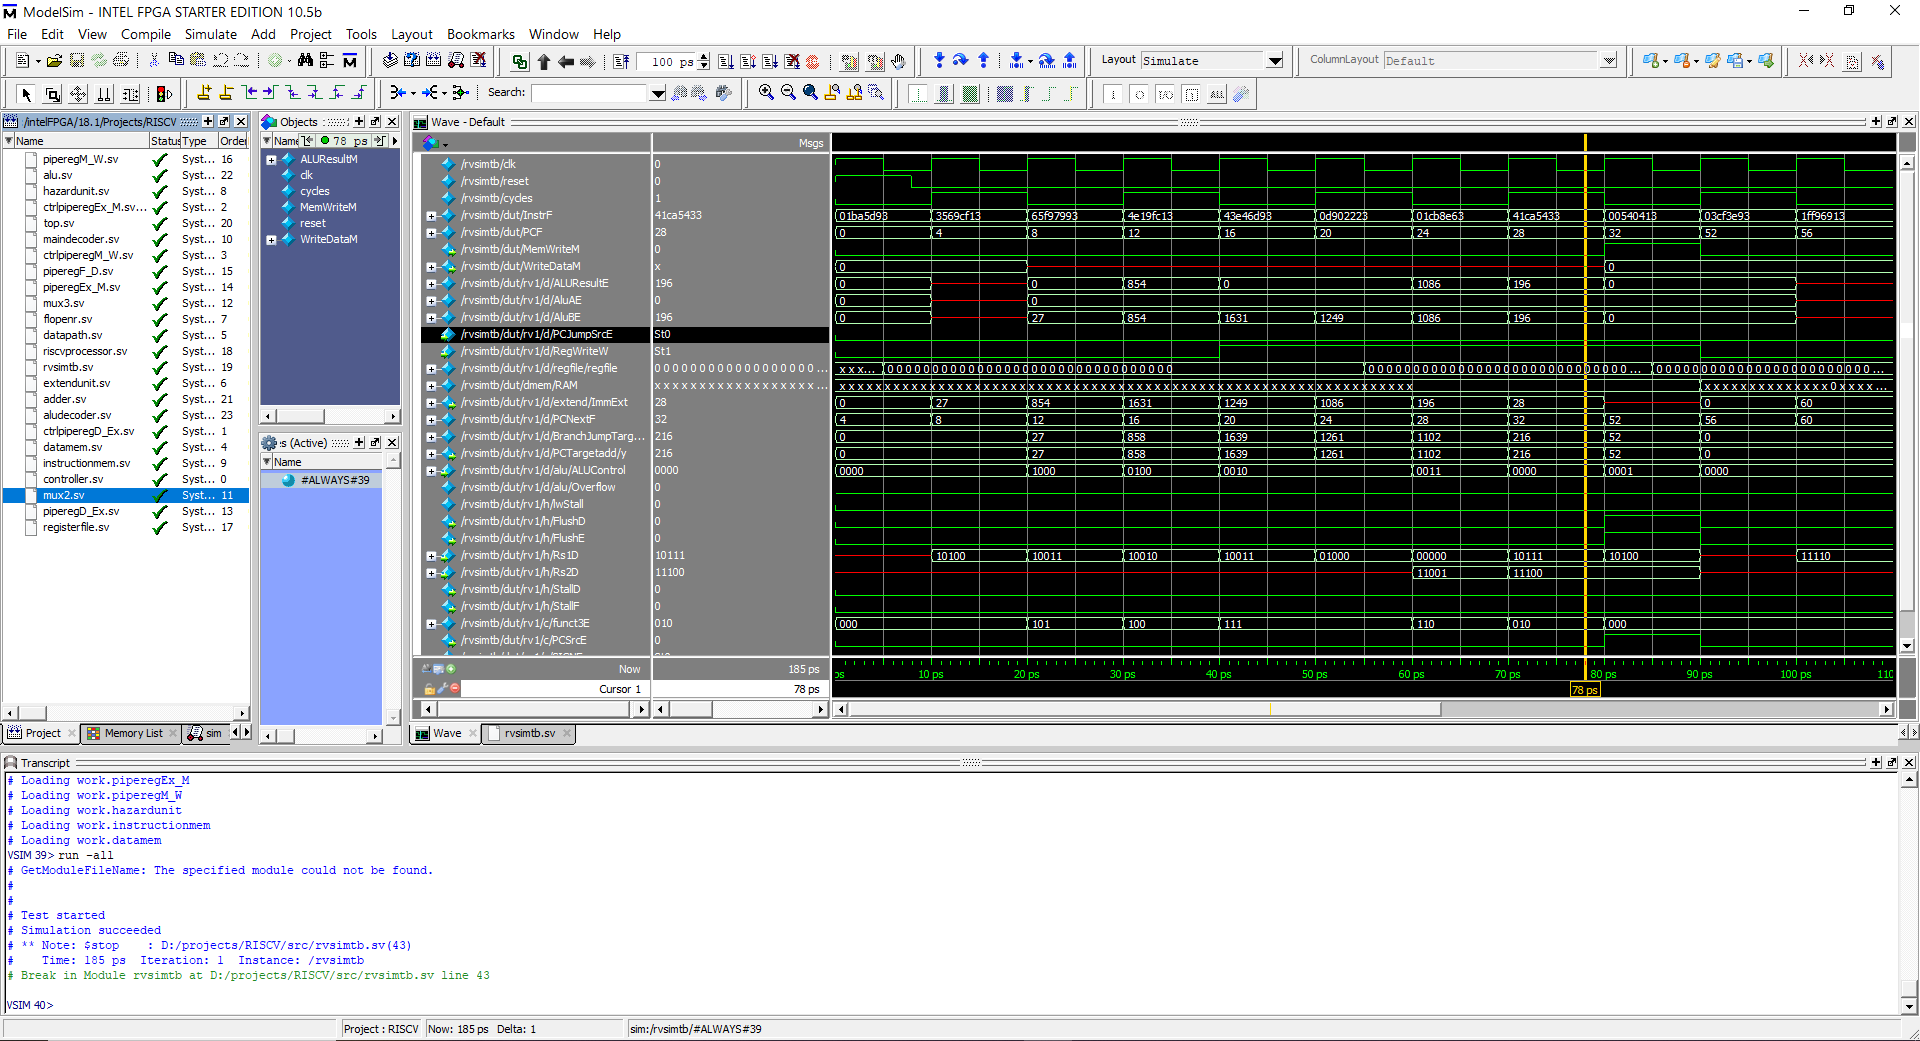 ModelSim - INTEL FPGA STARTER EDITION 10.5b
File Edit View Compile Simulate Add Project Tools Layout Bookmarks Window Help
100 ps
Layout Simulate
ColumnLayout Default
Search:
/intelFPGA/18.1/Projects/RISCV
Name Status Type Order
piperegM_W.sv Syst... 16
alu.sv Syst... 22
hazardunit.sv Syst... 8
ctrlpiperegEx_M.sv... Syst... 2
top.sv Syst... 20
maindecoder.sv Syst... 10
ctrlpiperegM_W.sv Syst... 3
piperegF_D.sv Syst... 15
piperegEx_M.sv Syst... 14
mux3.sv Syst... 12
flopenr.sv Syst... 7
datapath.sv Syst... 5
riscvprocessor.sv Syst... 18
rvsimtb.sv Syst... 19
extendunit.sv Syst... 6
adder.sv Syst... 21
aludecoder.sv Syst... 23
ctrlpiperegD_Ex.sv Syst... 1
datamem.sv Syst... 4
instructionmem.sv Syst... 9
controller.sv Syst... 0
mux2.sv Syst... 11
piperegD_Ex.sv Syst... 13
registerfile.sv Syst... 17
Project Memory List sim
Objects
Name 78 ps
ALUResultM
clk
cycles
MemWriteM
reset
WriteDataM
:s (Active)
Name
#ALWAYS#39
Wave - Default
Msgs
/rvsimtb/clk 0
/rvsimtb/reset 0
/rvsimtb/cycles 1
/rvsimtb/dut/InstrF 41ca5433 01ba5d93 3569cf13 65f97993 4e19fc13 43e46d93 0d902223 01cb8e63 41ca5433 00540413 03cf3e93 1ff96913
/rvsimtb/dut/PCF 28 0 4 8 12 16 20 24 28 32 52 56
/rvsimtb/dut/MemWriteM 0
/rvsimtb/dut/WriteDataM x 0 0
/rvsimtb/dut/rv1/d/ALUResultE 196 0 0 854 0 1086 196 0
/rvsimtb/dut/rv1/d/AluAE 0 0 0
/rvsimtb/dut/rv1/d/AluBE 196 0 27 854 1631 1249 1086 196 0
/rvsimtb/dut/rv1/d/PCJumpSrcE St0
/rvsimtb/dut/rv1/d/RegWriteW St1
/rvsimtb/dut/rv1/d/regfile/regfile 0 0 0 0 0 0 0 0 0 0 0 0 0 0 0 0 0 0 0 ...
/rvsimtb/dut/dmem/RAM x x x x x x x x x x x x x x x x x x x ...
/rvsimtb/dut/rv1/d/extend/ImmExt 28 0 27 854 1631 1249 1086 196 28 0 60
/rvsimtb/dut/rv1/d/PCNextF 32 4 8 12 16 20 24 28 32 52 56 60
/rvsimtb/dut/rv1/d/BranchJumpTarg... 216 0 27 858 1639 1261 1102 216 52 0
/rvsimtb/dut/rv1/d/PCTargetadd/y 216 0 27 858 1639 1261 1102 216 52 0
/rvsimtb/dut/rv1/d/alu/ALUControl 0000 0000 1000 0100 0010 0011 0000 0001 0000
/rvsimtb/dut/rv1/d/alu/Overflow 0
/rvsimtb/dut/rv1/h/lwStall 0
/rvsimtb/dut/rv1/h/FlushD 0
/rvsimtb/dut/rv1/h/FlushE 0
/rvsimtb/dut/rv1/h/Rs1D 10111 10100 10011 10010 10011 01000 00000 10111 10100 11110
/rvsimtb/dut/rv1/h/Rs2D 11100 11001 11100
/rvsimtb/dut/rv1/h/StallD 0
/rvsimtb/dut/rv1/h/StallF 0
/rvsimtb/dut/rv1/c/funct3E 010 000 101 100 111 110 010 000
/rvsimtb/dut/rv1/c/PCSrcE 0
Now 185 ps ps 10 ps 20 ps 30 ps 40 ps 50 ps 60 ps 70 ps 80 ps 90 ps 100 ps 110
Cursor 1 78 ps 78 ps
Wave rvsimtb.sv
Transcript
# Loading work.piperegEx_M
# Loading work.piperegM_W
# Loading work.hazardunit
# Loading work.instructionmem
# Loading work.datamem
VSIM 39> run -all
# GetModuleFileName: The specified module could not be found.
#
#
# Test started
# Simulation succeeded
# ** Note: $stop : D:/projects/RISCV/src/rvsimtb.sv(43)
# Time: 185 ps Iteration: 1 Instance: /rvsimtb
# Break in Module rvsimtb at D:/projects/RISCV/src/rvsimtb.sv line 43
VSIM 40>
Project : RISCV Now: 185 ps Delta: 1 sim:/rvsimtb/#ALWAYS#39